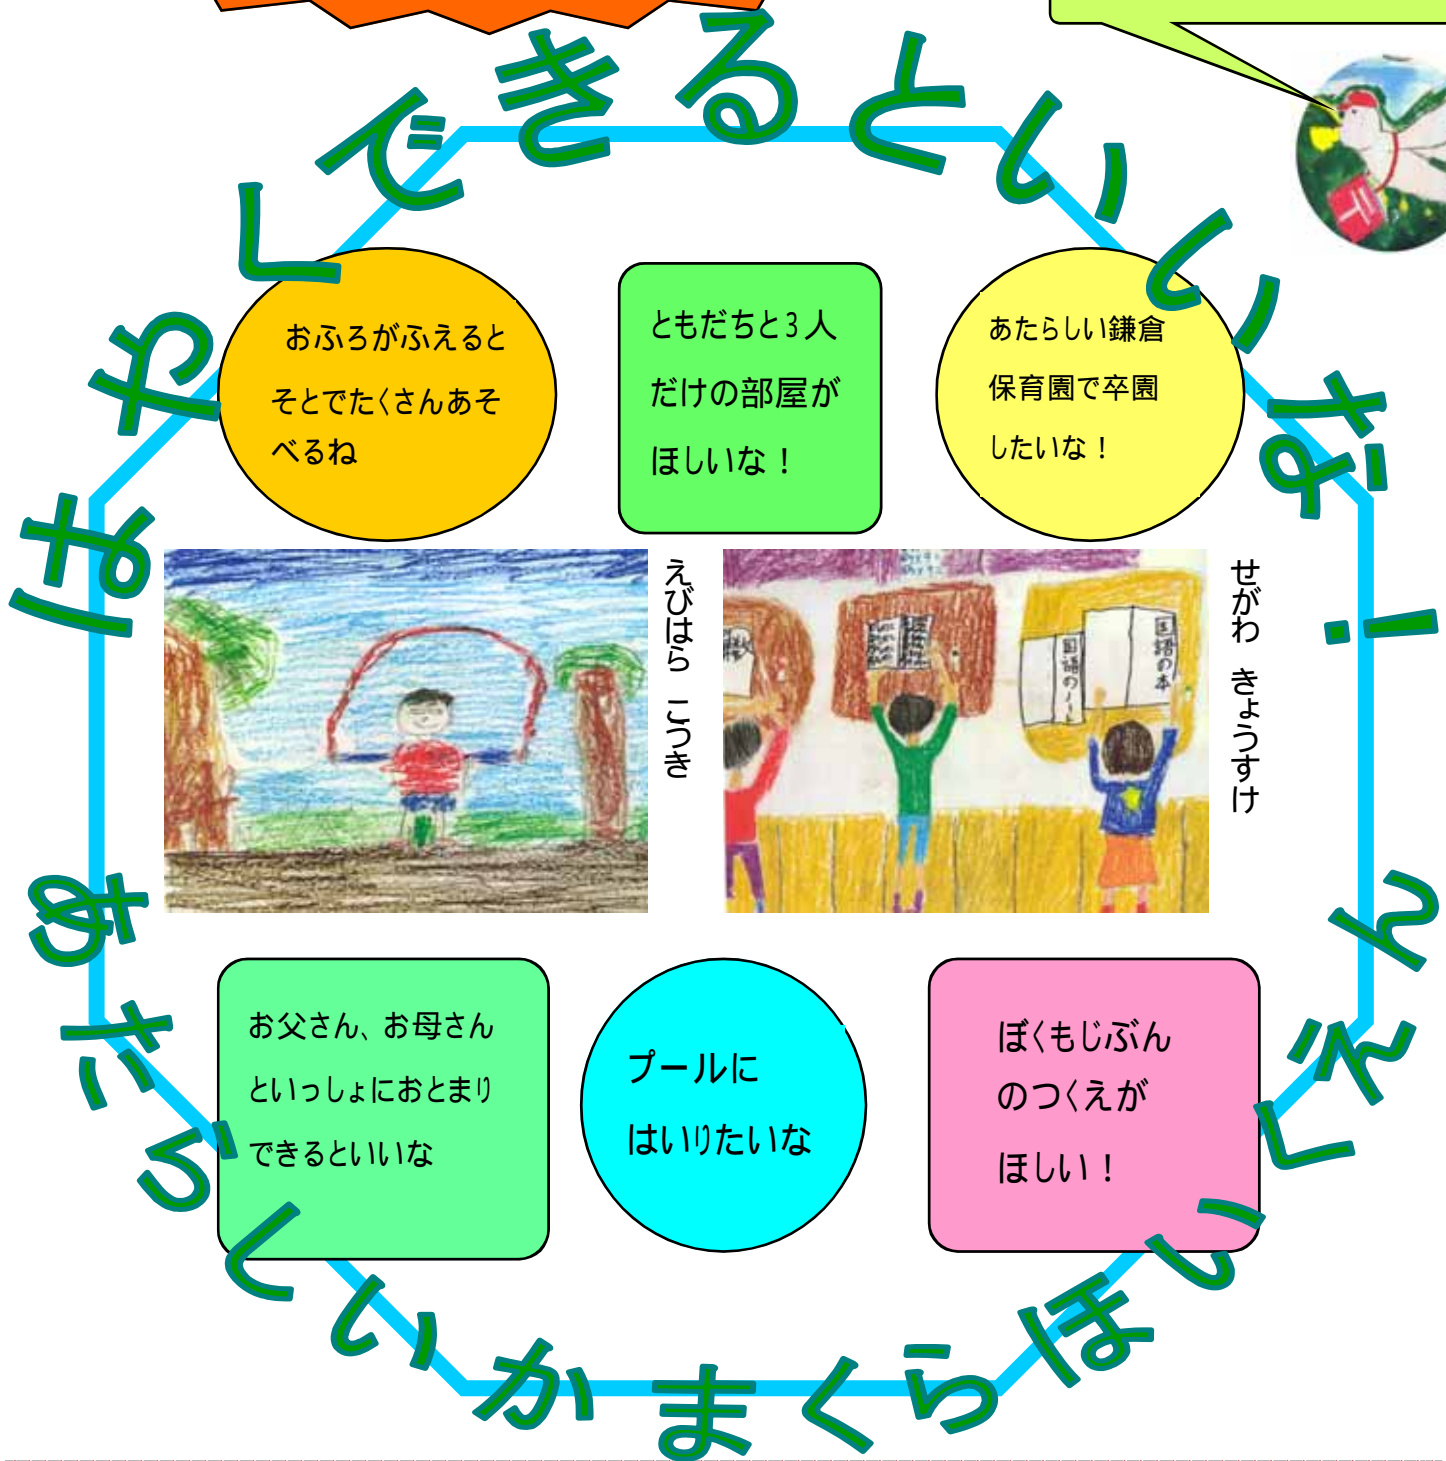 はやくできるといいな！
おふろがふえると
そとでたくさんあそ
べるね
ともだちと３人
だけの部屋が
ほしいな！
あたらしい鎌倉
保育園で卒園
したいな！
えびはら　こつき
国語のノート
国語の本
せがわ　きょうすけ
お父さん、お母さん
といっしょにおとまり
できるといいな
プールに
はいりたいな
ぼくもじぶん
のつくえが
ほしい！
あたらしいかまくらほいくえん